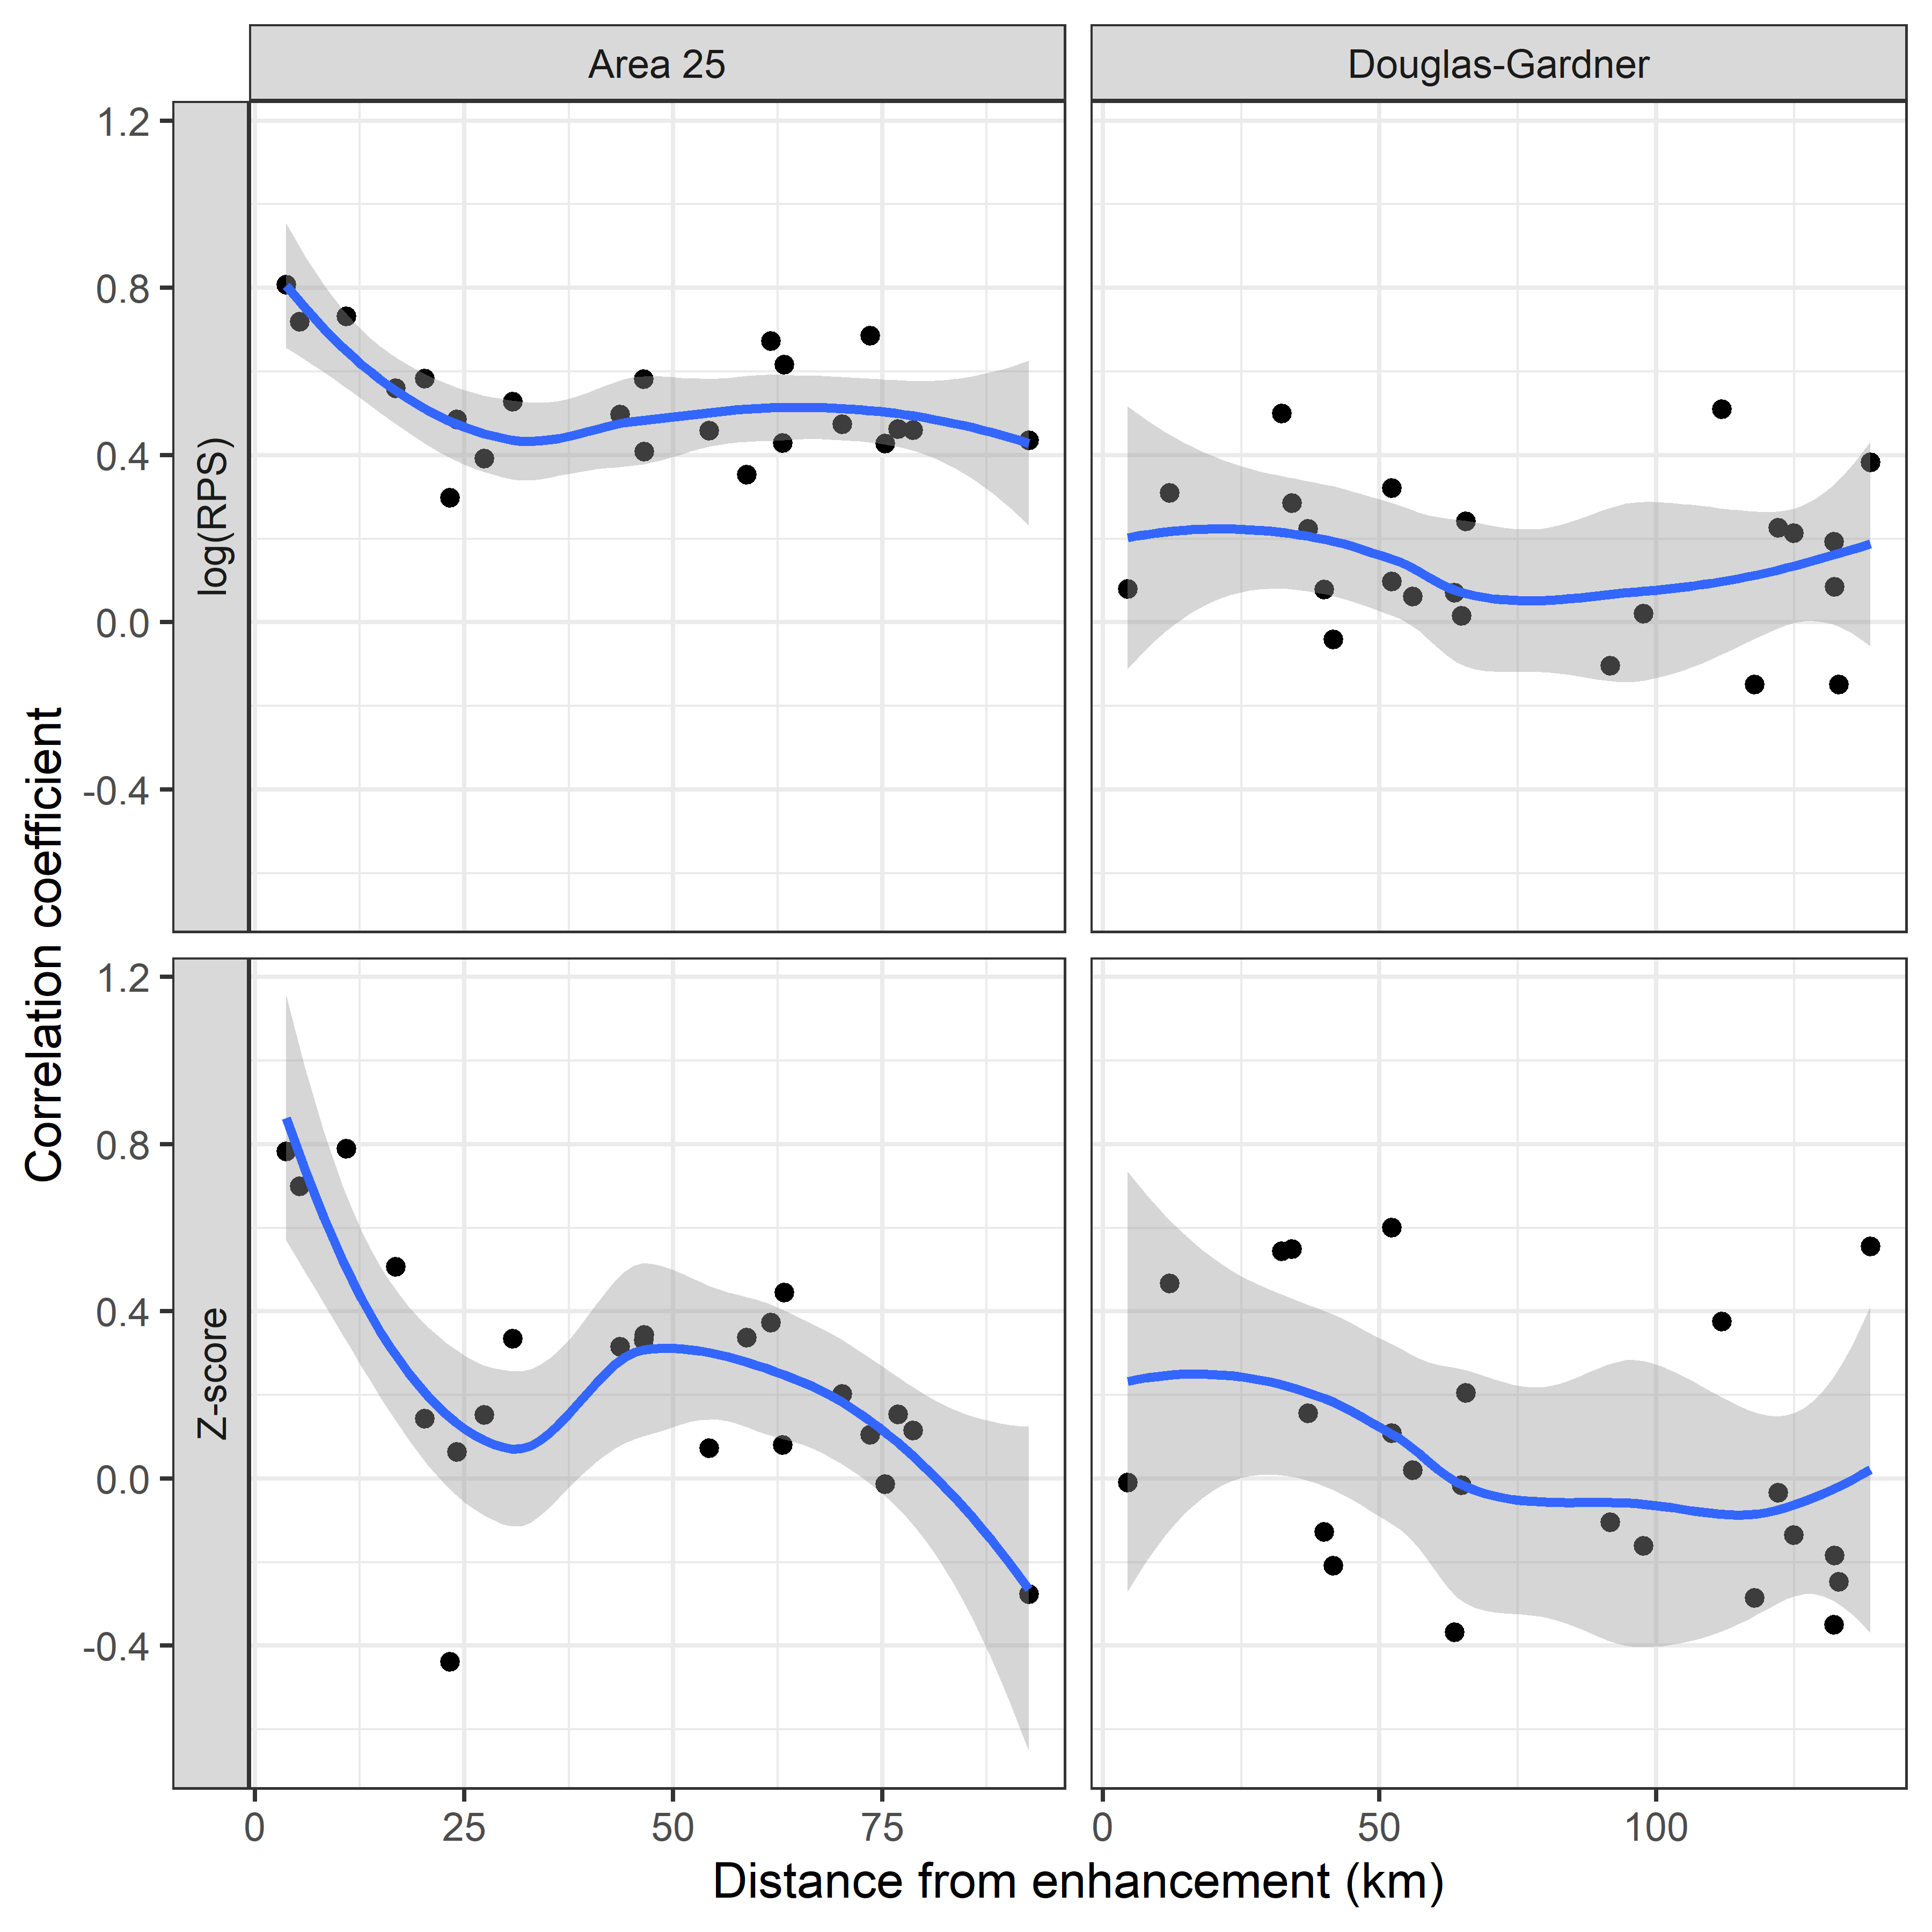 Area 25
Douglas-Gardner
Correlation coefficient
log(RPS)
1.2
0.8
0.4
0.0
-0.4
Z-score
1.2
0.8
0.4
0.0
-0.4
0 25 50 75
0 50 100
Distance from enhancement (km)